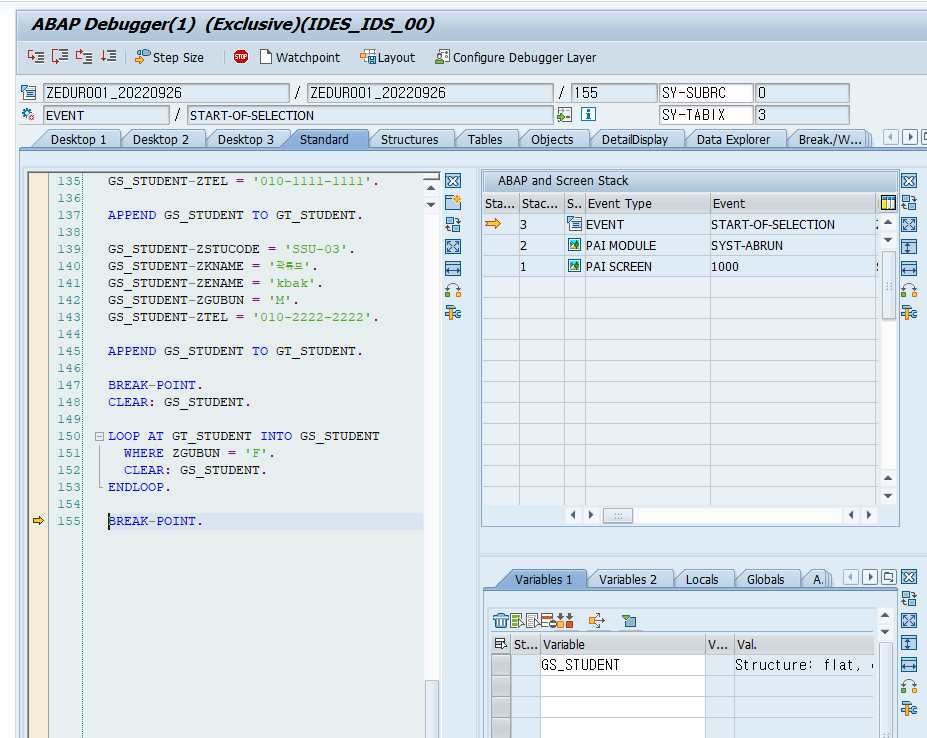 ABAP Debugger(1) (Exclusive)(IDES_IDS_00)
Step Size
STOP
Watchpoint
Layout
Configure Debugger Layer
ZEDUR001_20220926 / ZEDUR001_20220926 / 155 SY-SUBRC 0
EVENT / START-OF-SELECTION SY-TABIX 3
Desktop 1 Desktop 2 Desktop 3 Standard Structures Tables Objects DetailDisplay Data Explorer Break./W...
135 GS_STUDENT-ZTEL = '010-1111-1111'.
136
137 APPEND GS_STUDENT TO GT_STUDENT.
138
139 GS_STUDENT-ZSTUCODE = 'SSU-03'.
140 GS_STUDENT-ZKNAME = '곽튜브'.
141 GS_STUDENT-ZENAME = 'kbak'.
142 GS_STUDENT-ZGUBUN = 'M'.
143 GS_STUDENT-ZTEL = '010-2222-2222'.
144
145 APPEND GS_STUDENT TO GT_STUDENT.
146
147 BREAK-POINT.
148 CLEAR: GS_STUDENT.
149
150 LOOP AT GT_STUDENT INTO GS_STUDENT
151 WHERE ZGUBUN = 'F'.
152 CLEAR: GS_STUDENT.
153 ENDLOOP.
154
155 BREAK-POINT.
ABAP and Screen Stack
Sta... Stac... S.. Event Type Event
3 EVENT START-OF-SELECTION
2 PAI MODULE SYST-ABRUN
1 PAI SCREEN 1000
Variables 1 Variables 2 Locals Globals A.
St... Variable V... Val.
GS_STUDENT Structure: flat,